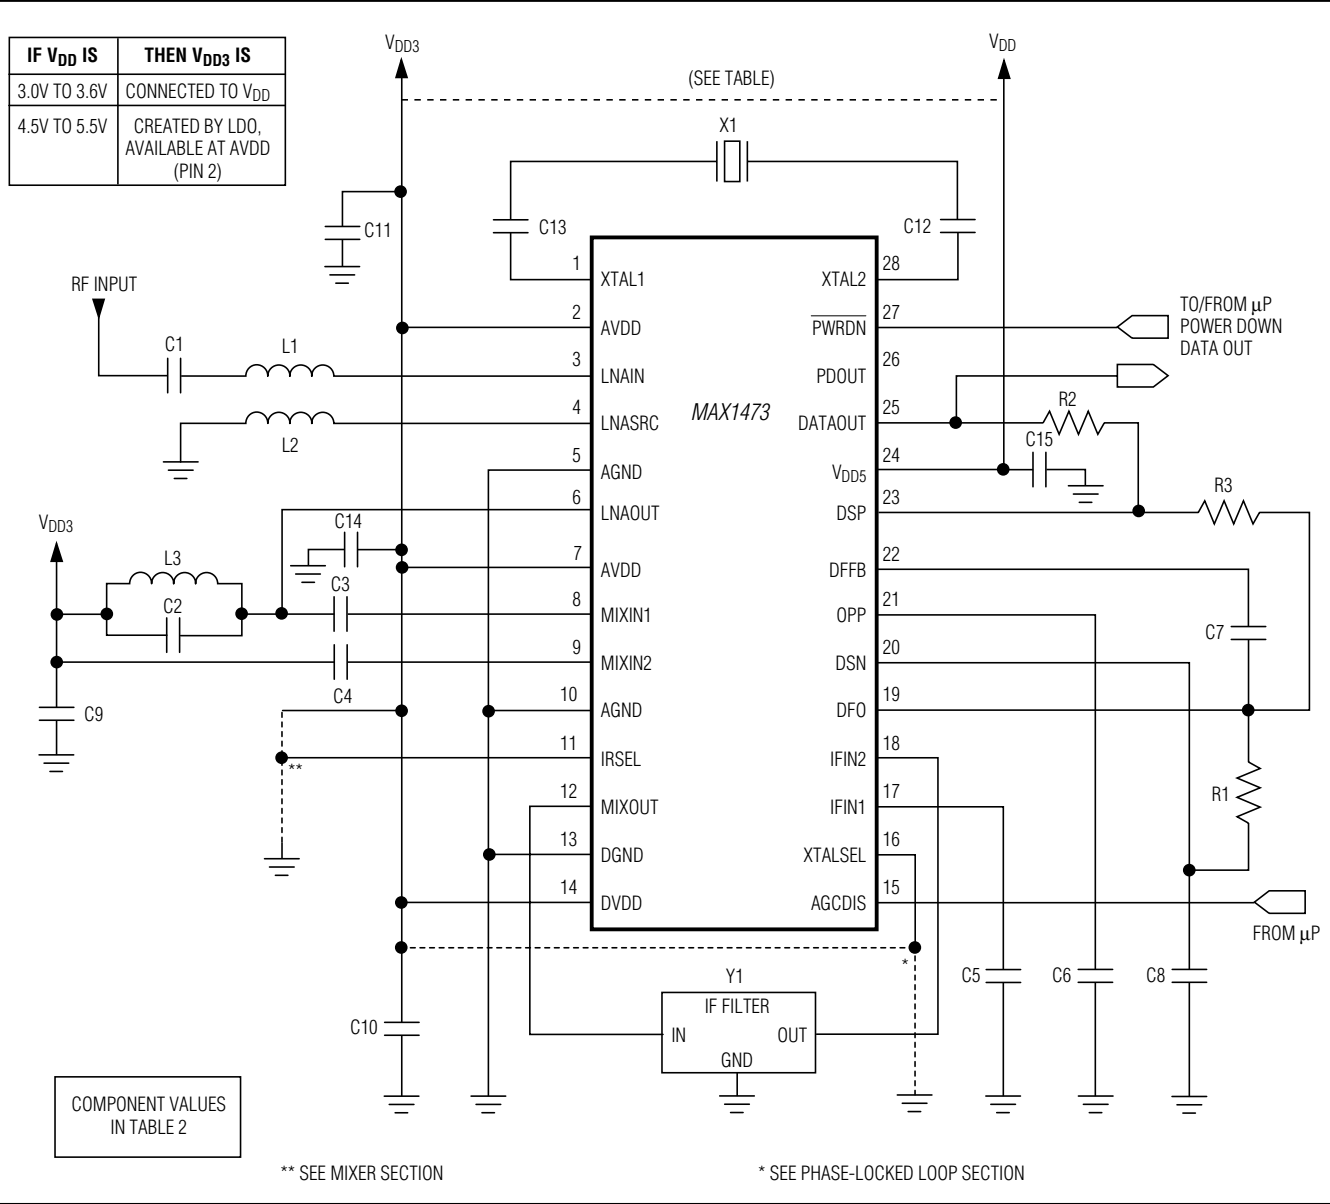 IF VDD IS THEN VDD3 IS
3.0V TO 3.6V CONNECTED TO VDD
4.5V TO 5.5V CREATED BY LDO,
AVAILABLE AT AVDD
(PIN 2)
VDD3
VDD
(SEE TABLE)
X1
C11
C13
C12
RF INPUT
C1
L1
L2
1 XTAL1
2 AVDD
3 LNAIN
4 LNASRC
5 AGND
6 LNAOUT
7 AVDD
8 MIXIN1
9 MIXIN2
10 AGND
11 IRSEL
12 MIXOUT
13 DGND
14 DVDD
MAX1473
XTAL2 28
PWRDN 27
PDOUT 26
DATAOUT 25
VDD5 24
DSP 23
DFFB 22
OPP 21
DSN 20
DFO 19
IFIN2 18
IFIN1 17
XTALSEL 16
AGCDIS 15
TO/FROM µP
POWER DOWN
DATA OUT
R2
C15
R3
VDD3
L3
C2
C14
C3
C4
C9
C7
R1
**
FROM µP
*
Y1
IF FILTER
IN OUT
GND
C5
C6
C8
C10
COMPONENT VALUES
IN TABLE 2
** SEE MIXER SECTION
* SEE PHASE-LOCKED LOOP SECTION